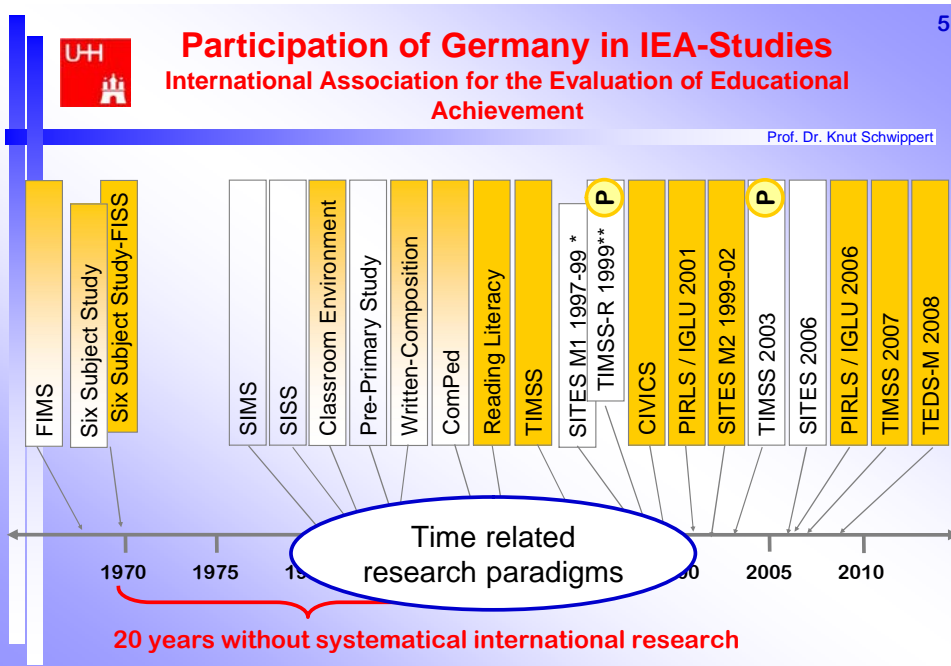 5
UH
Participation of Germany in IEA-Studies
International Association for the Evaluation of Educational
Achievement
Prof. Dr. Knut Schwippert
FIMS
Six Subject Study
Six Subject Study-FISS
SIMS
SISS
Classroom Environment
Pre-Primary Study
Written-Composition
ComPed
Reading Literacy
TIMSS
SITES M1 1997-99 *
TIMSS-R 1999**
P
CIVICS
PIRLS / IGLU 2001
SITES M2 1999-02
TIMSS 2003
P
SITES 2006
PIRLS / IGLU 2006
TIMSS 2007
TEDS-M 2008
Time related
research paradigms
1970 1975 2005 2010
20 years without systematical international research